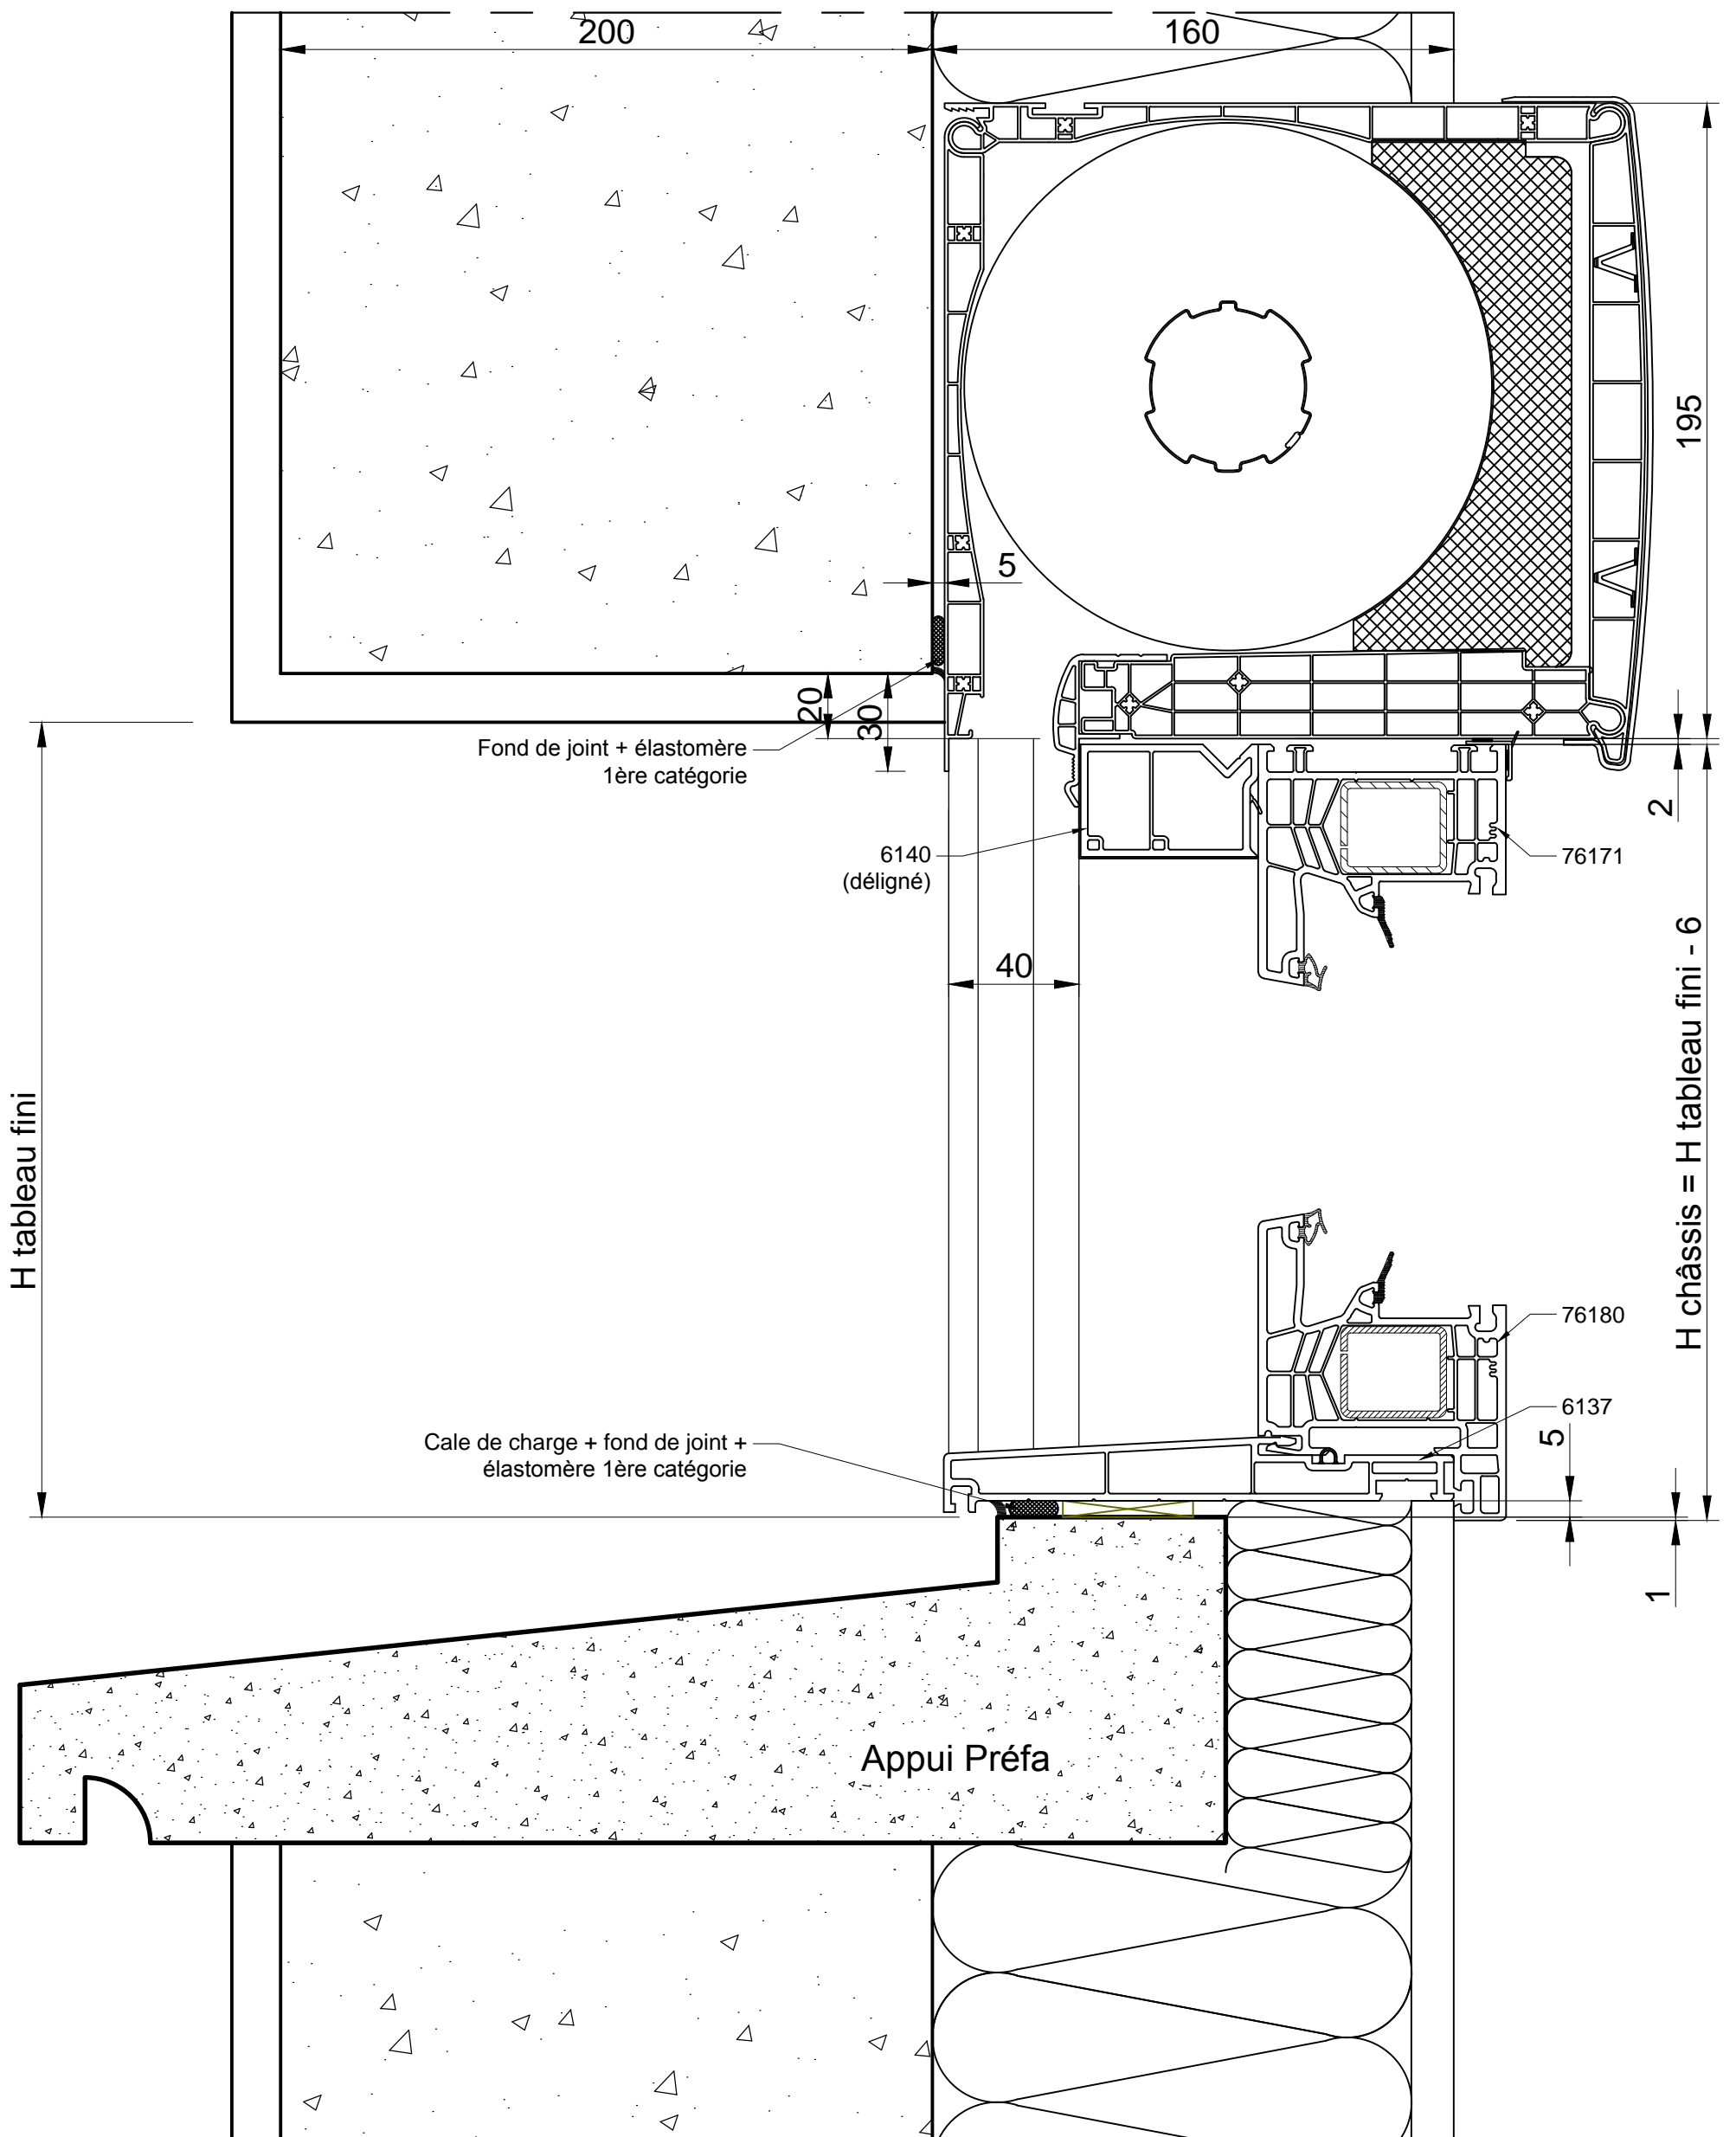 200
160
195
5
20
30
Fond de joint + élastomère
1ère catégorie
2
6140
(déligné)
76171
40
H châssis = H tableau fini - 6
H tableau fini
76180
6137
5
Cale de charge + fond de joint +
élastomère 1ère catégorie
1
Appui Préfa